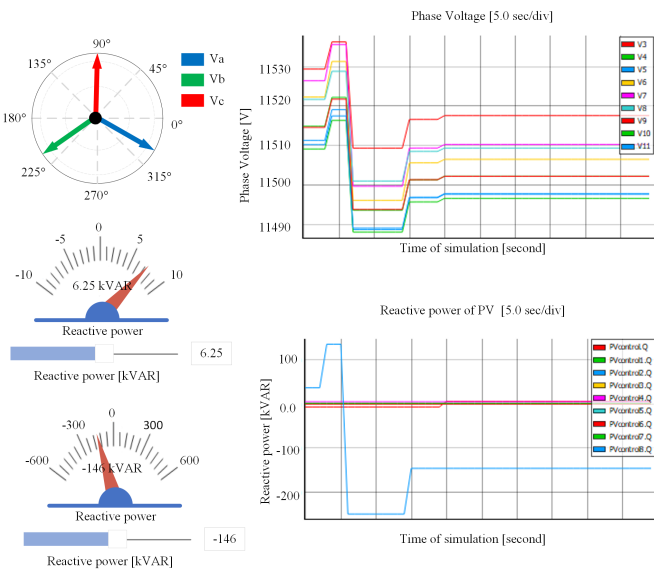 90°
135°
45°
180°
0°
225°
315°
270°
Va
Vb
Vc
0
-5
5
-10
10
6.25 kVAR
Reactive power
6.25
Reactive power [kVAR]
0
-300
300
-600
600
-146 kVAR
Reactive power
-146
Reactive power [kVAR]
Phase Voltage [5.0 sec/div]
Phase Voltage [V]
11530
11520
11510
11500
11490
V3
V4
V5
V6
V7
V8
V9
V10
V11
Time of simulation [second]
Reactive power of PV [5.0 sec/div]
Reactive power [kVAR]
100
0.0
-100
-200
PVcontrol.Q
PVcontrol1.Q
PVcontrol2.Q
PVcontrol3.Q
PVcontrol4.Q
PVcontrol5.Q
PVcontrol6.Q
PVcontrol7.Q
PVcontrol8.Q
Time of simulation [second]